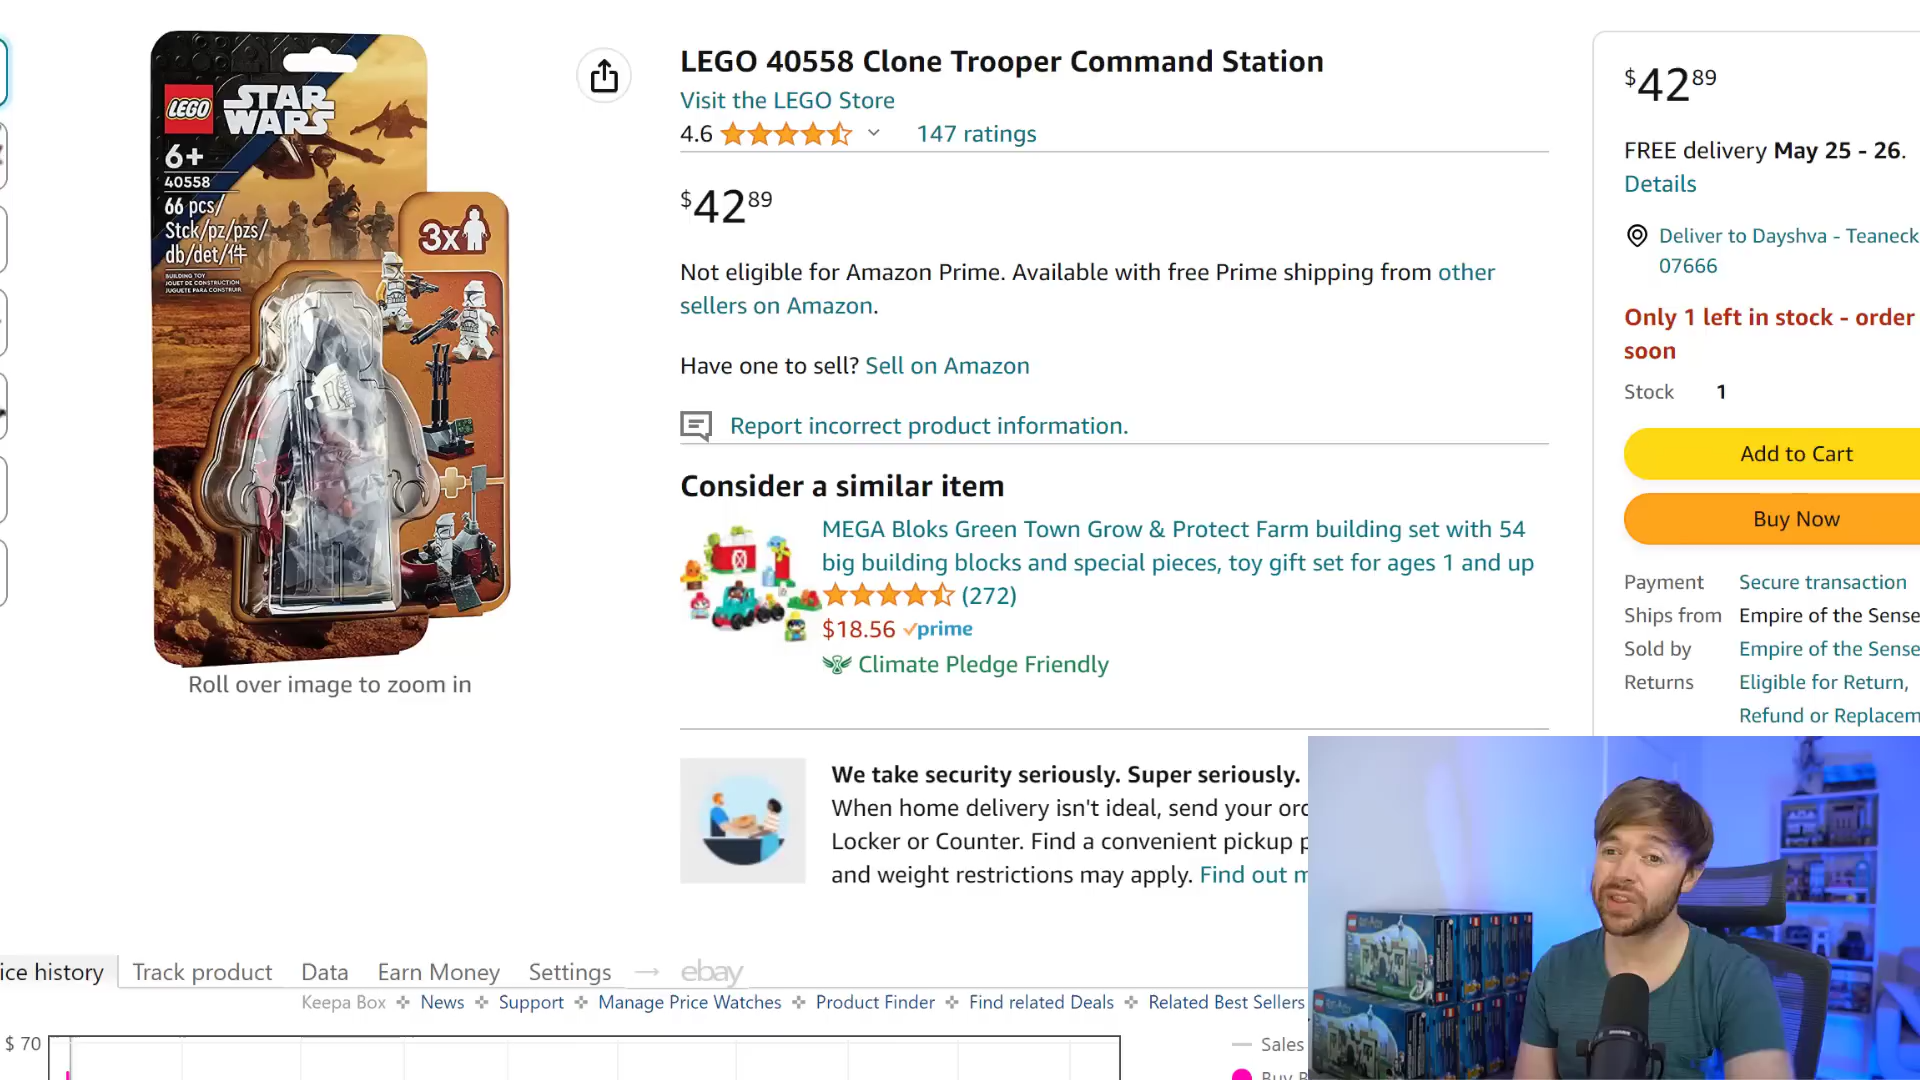 LEGO
STAR
WARS
6+
40558
66 pcs/
Stck/pz/pzs/
db/det/件
BUILDING TOY
JOUET DE CONSTRUCTION
JUGUETE PARA CONSTRUIR
3x
Roll over image to zoom in
LEGO 40558 Clone Trooper Command Station
Visit the LEGO Store
4.6 147 ratings
$42 89
Not eligible for Amazon Prime. Available with free Prime shipping from other
sellers on Amazon.
Have one to sell? Sell on Amazon
Report incorrect product information.
Consider a similar item
MEGA Bloks Green Town Grow & Protect Farm building set with 54
big building blocks and special pieces, toy gift set for ages 1 and up
(272)
$18.56 prime
Climate Pledge Friendly
We take security seriously. Super seriously.
When home delivery isn't ideal, send your orc
Locker or Counter. Find a convenient pickup p
and weight restrictions may apply. Find out m
$42 89
FREE delivery May 25 - 26.
Details
Deliver to Dayshva - Teaneck
07666
Only 1 left in stock - order
soon
Stock 1
Add to Cart
Buy Now
Payment Secure transaction
Ships from Empire of the Sense
Sold by Empire of the Sense
Returns Eligible for Return,
Refund or Replacem
ice history Track product Data Earn Money Settings → ebay
Keepa Box News Support Manage Price Watches Product Finder Find related Deals Related Best Sellers
$ 70
Sales
Buy B